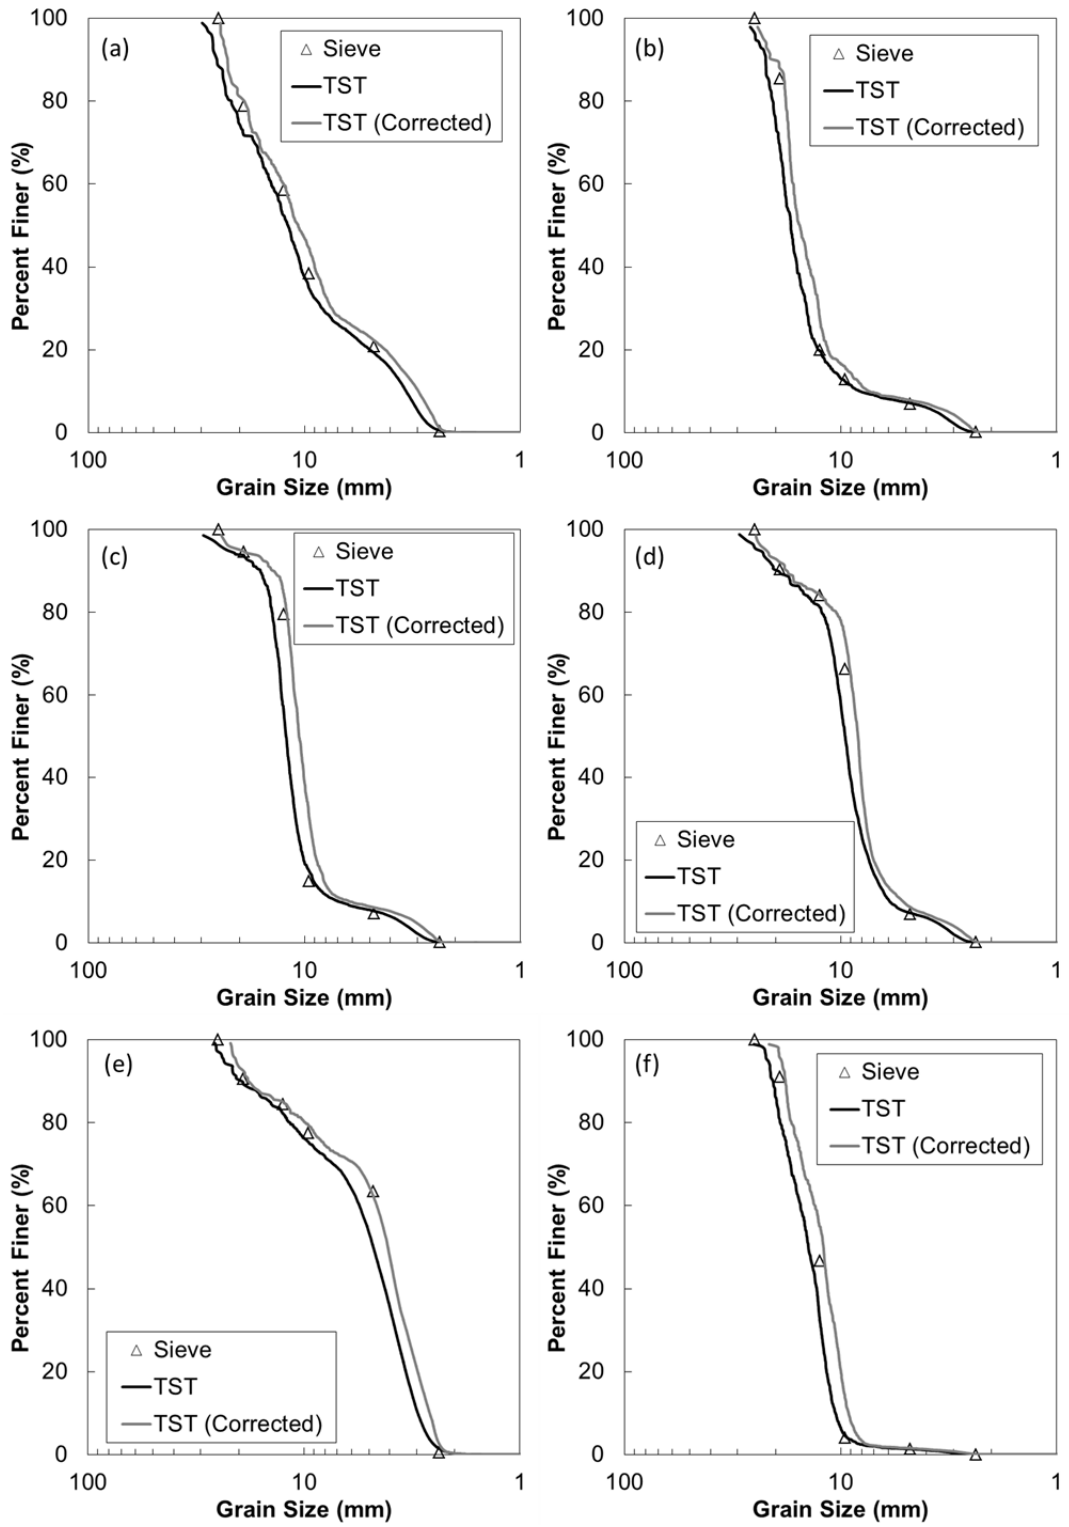 (a)
Sieve
TST
TST (Corrected)
Percent Finer (%)
100
80
60
40
20
0
100
10
1
Grain Size (mm)
(b)
Sieve
TST
TST (Corrected)
Percent Finer (%)
100
80
60
40
20
0
100
10
1
Grain Size (mm)
(c)
Sieve
TST
TST (Corrected)
Percent Finer (%)
100
80
60
40
20
0
100
10
1
Grain Size (mm)
(d)
Sieve
TST
TST (Corrected)
Percent Finer (%)
100
80
60
40
20
0
100
10
1
Grain Size (mm)
(e)
Sieve
TST
TST (Corrected)
Percent Finer (%)
100
80
60
40
20
0
100
10
1
Grain Size (mm)
(f)
Sieve
TST
TST (Corrected)
Percent Finer (%)
100
80
60
40
20
0
100
10
1
Grain Size (mm)